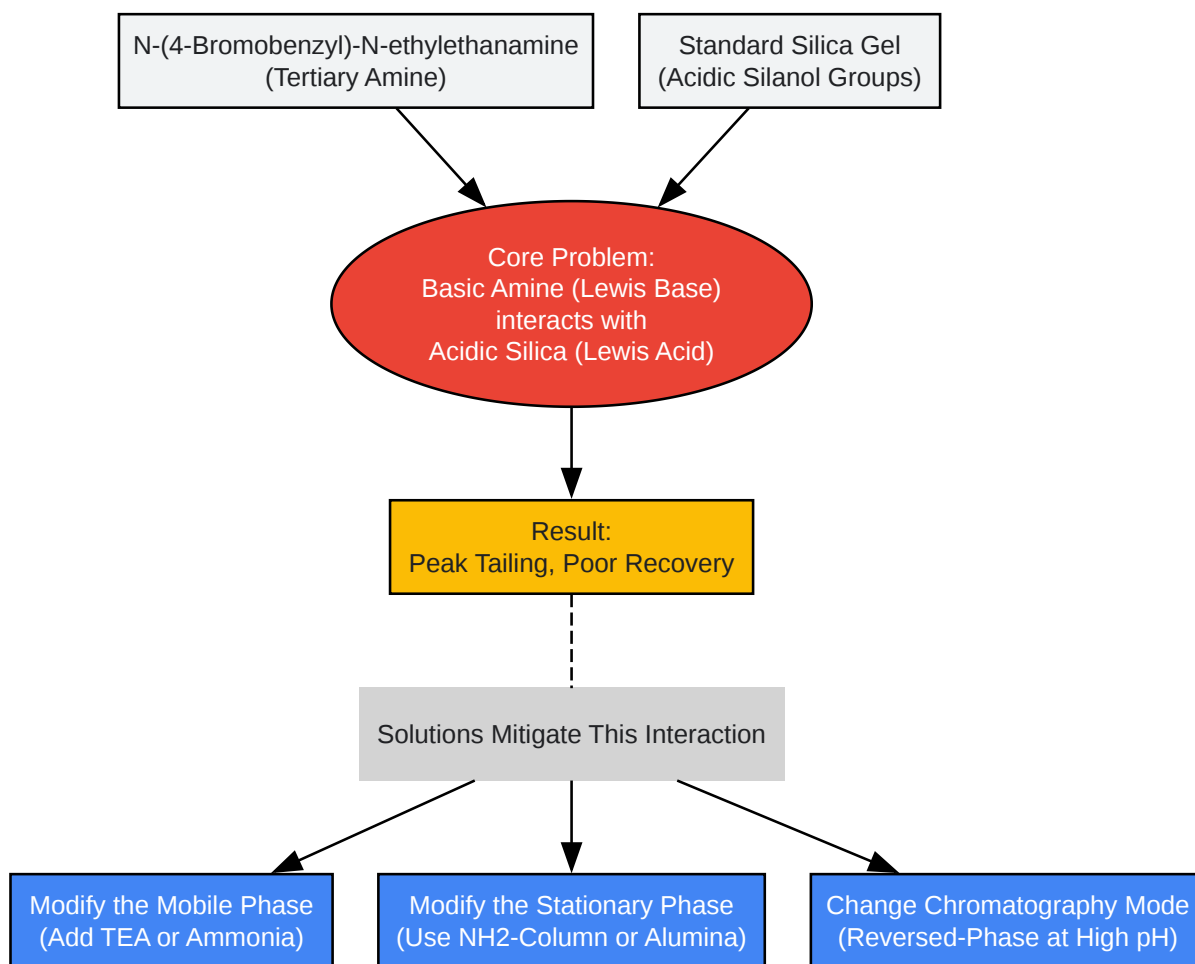 N-(4-Bromobenzyl)-N-ethylethanamine
(Tertiary Amine)
Standard Silica Gel
(Acidic Silanol Groups)
Core Problem:
Basic Amine (Lewis Base)
interacts with
Acidic Silica (Lewis Acid)
Result:
Peak Tailing, Poor Recovery
Solutions Mitigate This Interaction
Modify the Mobile Phase
(Add TEA or Ammonia)
Modify the Stationary Phase
(Use NH2-Column or Alumina)
Change Chromatography Mode
(Reversed-Phase at High pH)